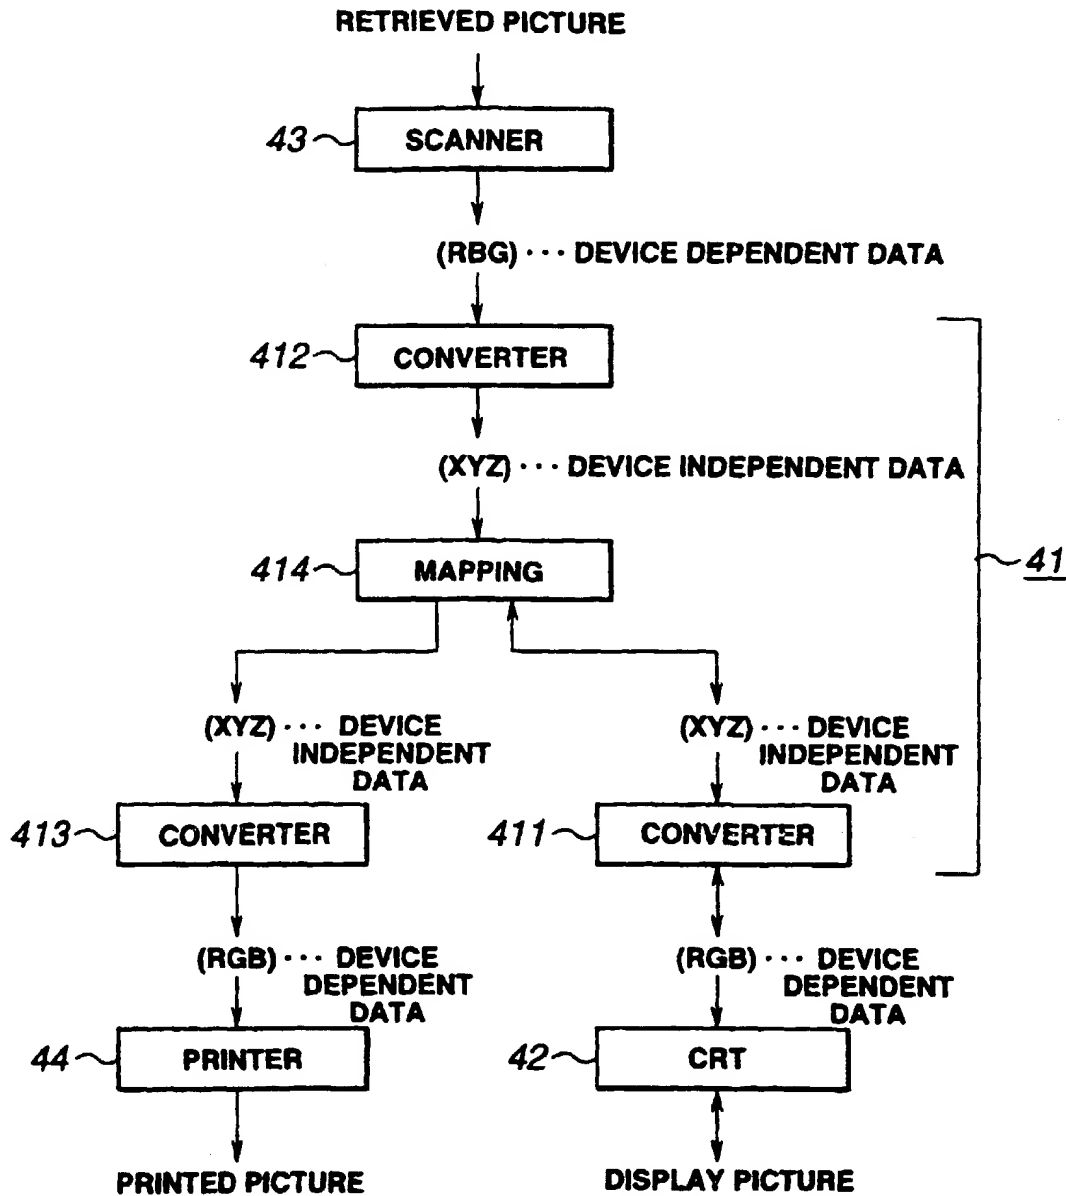 RETRIEVED PICTURE
43 SCANNER
(RBG) ··· DEVICE DEPENDENT DATA
412 CONVERTER
(XYZ) ··· DEVICE INDEPENDENT DATA
414 MAPPING
41
(XYZ) ··· DEVICE
INDEPENDENT
DATA
(XYZ) ··· DEVICE
INDEPENDENT
DATA
413 CONVERTER
411 CONVERTER
(RGB) ··· DEVICE
DEPENDENT
DATA
(RGB) ··· DEVICE
DEPENDENT
DATA
44 PRINTER
42 CRT
PRINTED PICTURE
DISPLAY PICTURE